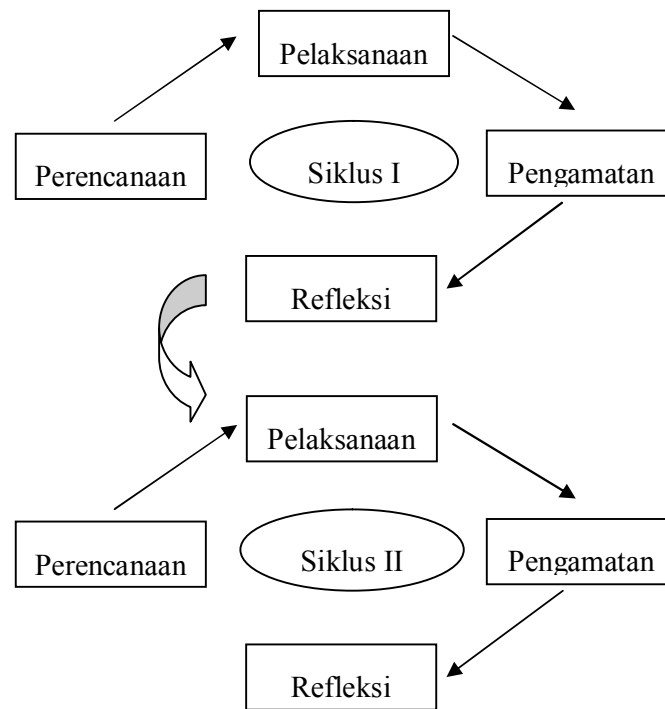 Pelaksanaan
Perencanaan
Siklus I
Pengamatan
Refleksi
Pelaksanaan
Perencanaan
Siklus II
Pengamatan
Refleksi